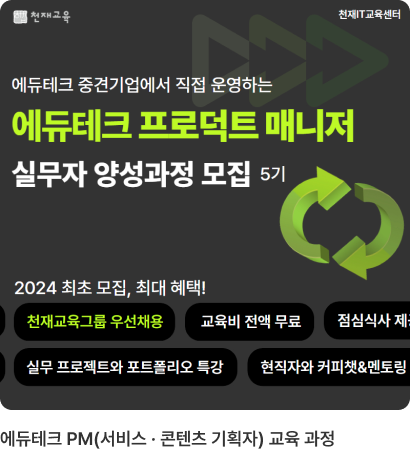 천재교육
천재IT교육센터
에듀테크 중견기업에서 직접 운영하는
에듀테크 프로덕트 매니저
실무자 양성과정 모집 5기
2024 최초 모집, 최대 혜택!
천재교육그룹 우선채용 교육비 전액 무료 점심식사 제
실무 프로젝트와 포트폴리오 특강 현직자와 커피챗&멘토링
에듀테크 PM(서비스 · 콘텐츠 기획자) 교육 과정